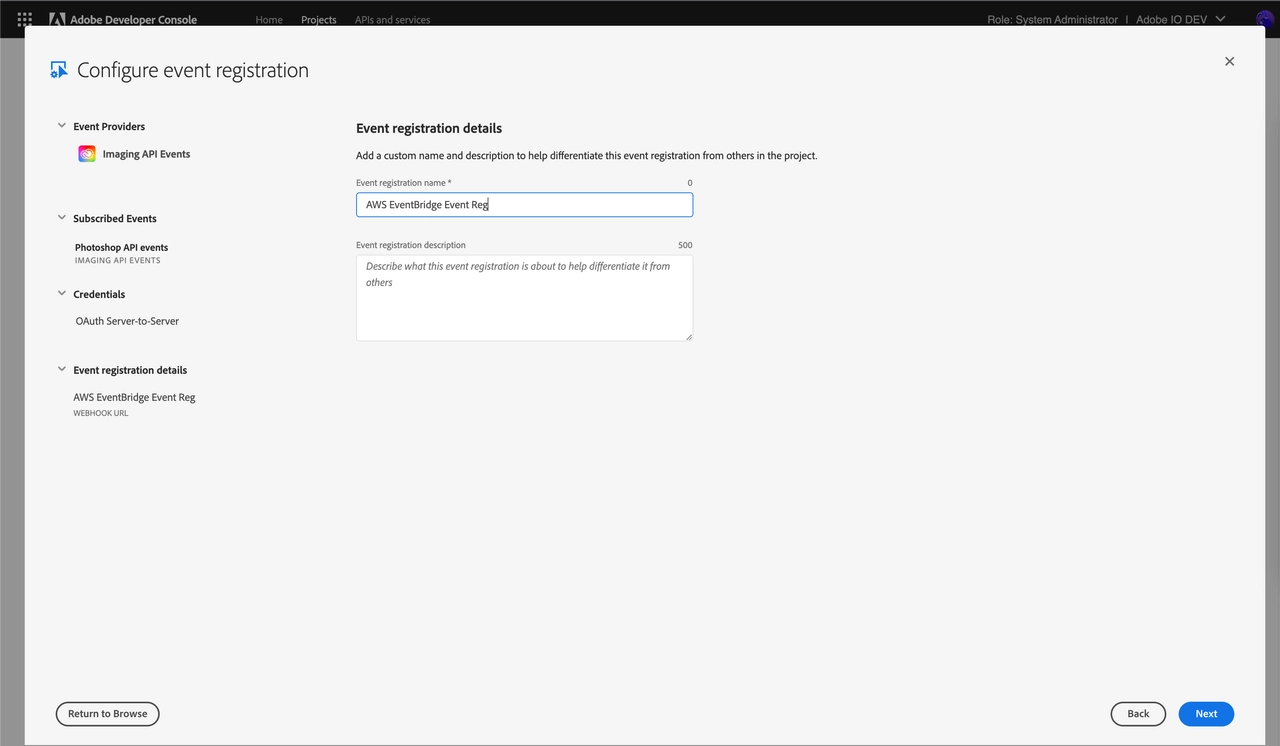 Adobe Developer Console
Home Projects APIs and services
Role: System Administrator | Adobe IO DEV
Configure event registration
Event Providers
Imaging API Events
Subscribed Events
Photoshop API events
IMAGING API EVENTS
Credentials
OAuth Server-to-Server
Event registration details
AWS EventBridge Event Reg
WEBHOOK URL
Event registration details
Add a custom name and description to help differentiate this event registration from others in the project.
Event registration name * 0
AWS EventBridge Event Reg
Event registration description 500
Describe what this event registration is about to help differentiate it from
others
Return to Browse
Back
Next